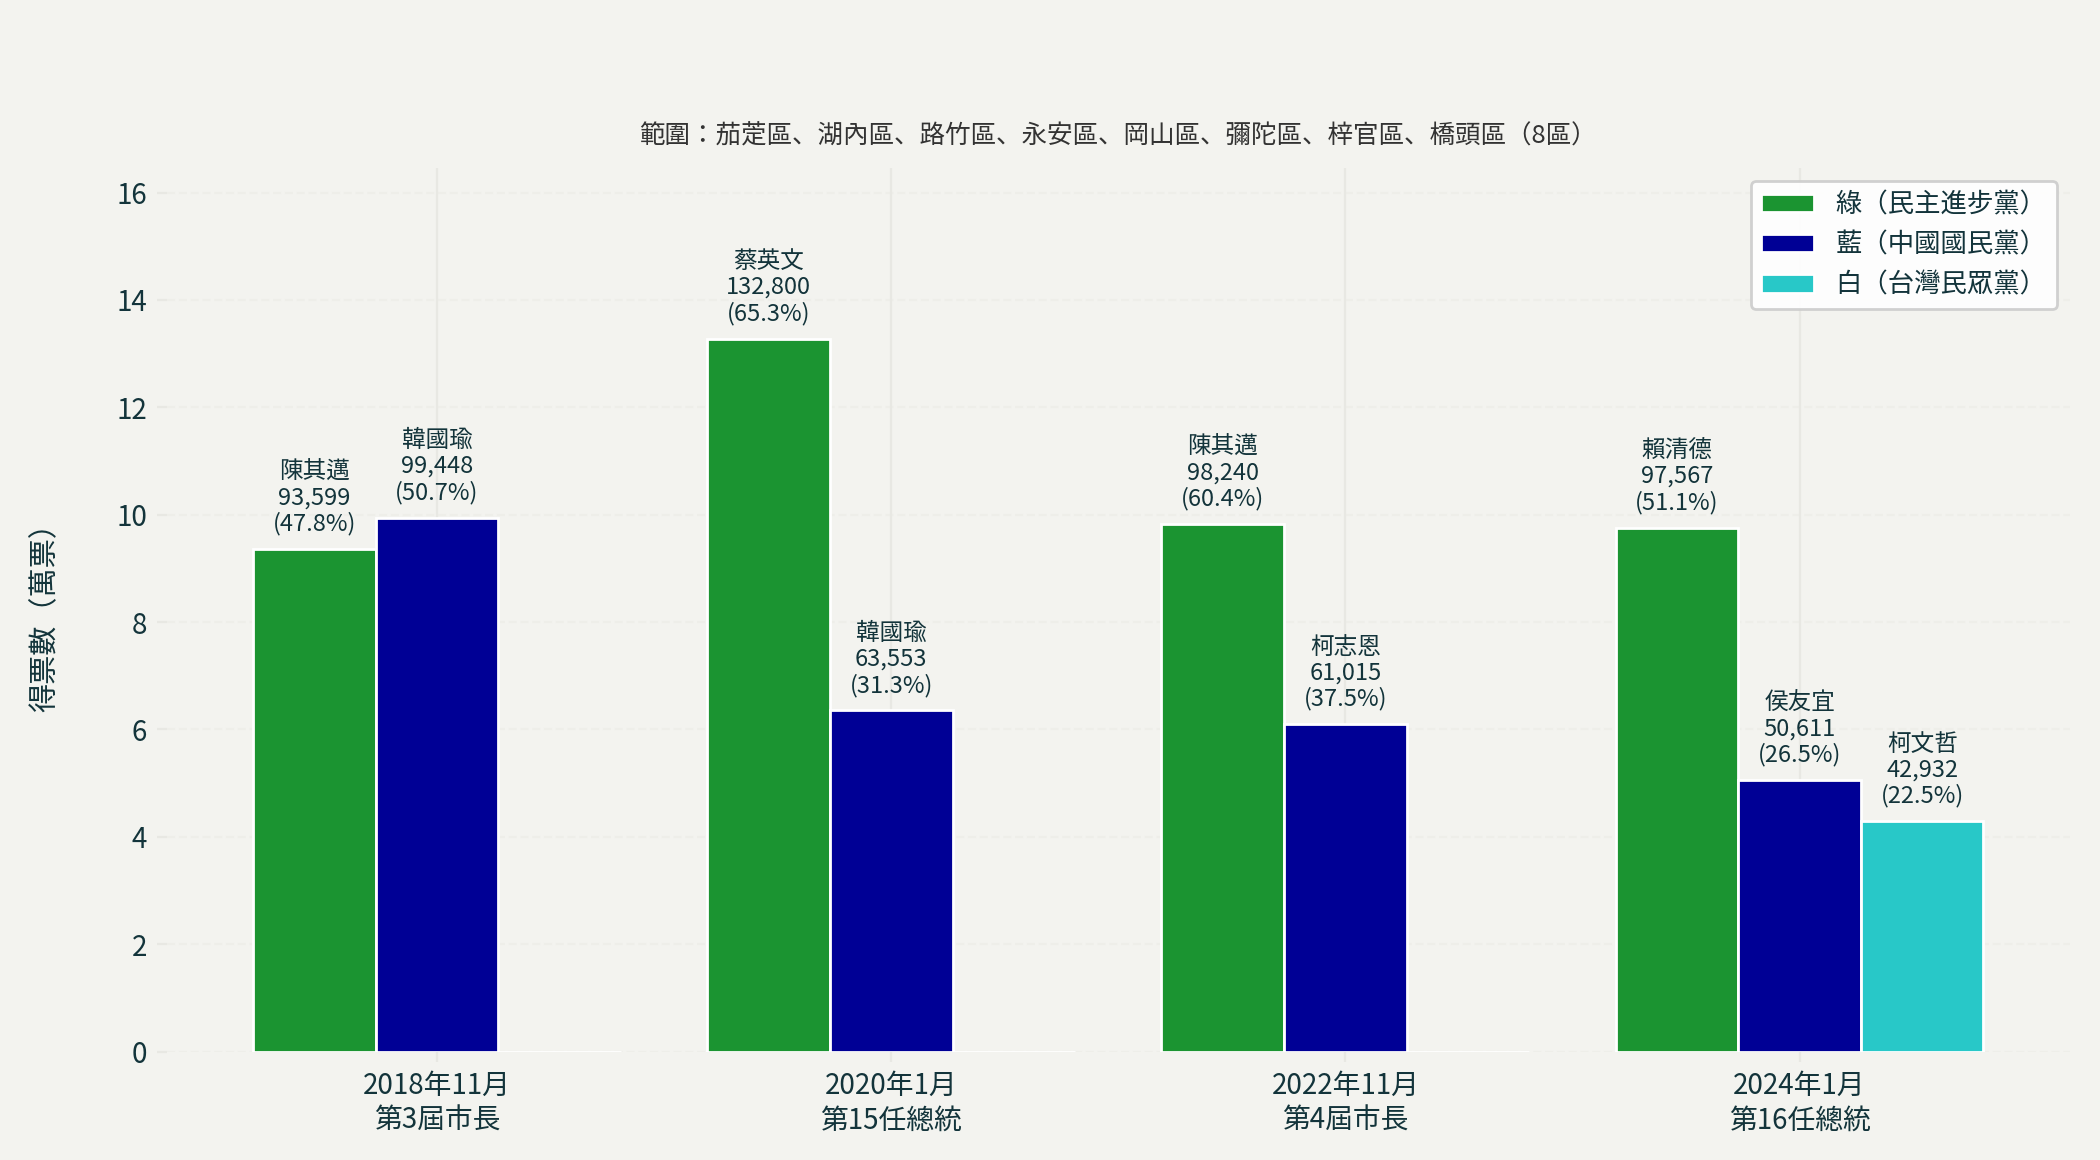 範圍：茄萣區、湖內區、路竹區、永安區、岡山區、彌陀區、梓官區、橋頭區（8區）
綠（民主進步黨）
藍（中國國民黨）
白（台灣民眾黨）
得票數（萬票）
16
14
12
10
8
6
4
2
0
陳其邁
93,599
(47.8%)
韓國瑜
99,448
(50.7%)
蔡英文
132,800
(65.3%)
韓國瑜
63,553
(31.3%)
陳其邁
98,240
(60.4%)
柯志恩
61,015
(37.5%)
賴清德
97,567
(51.1%)
侯友宜
50,611
(26.5%)
柯文哲
42,932
(22.5%)
2018年11月
第3屆市長
2020年1月
第15任總統
2022年11月
第4屆市長
2024年1月
第16任總統